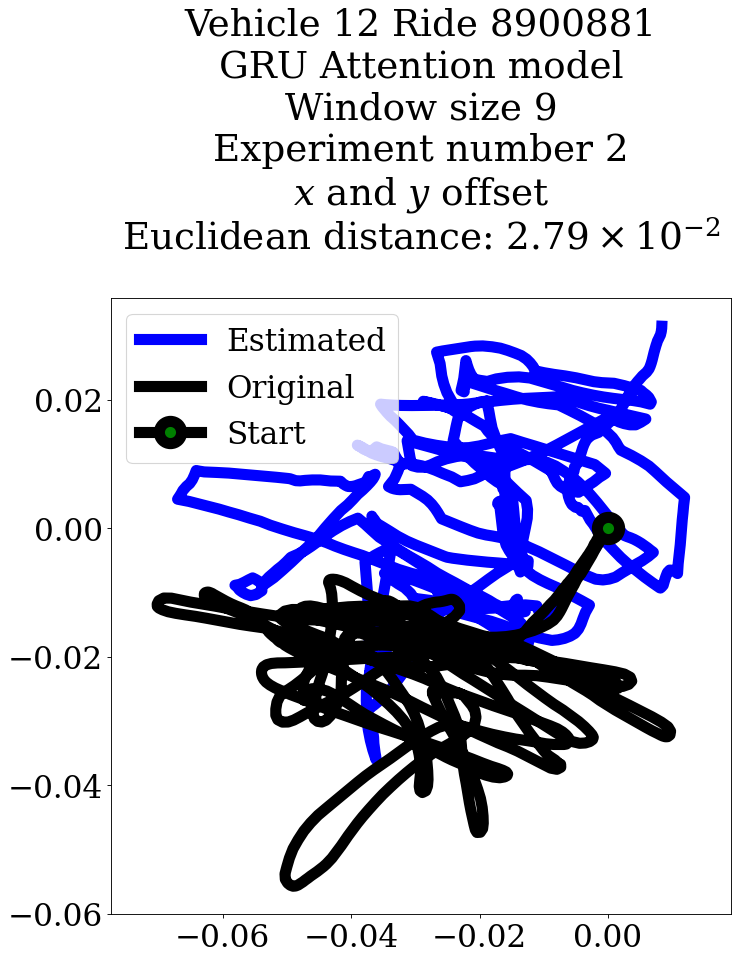 Vehicle 12 Ride 8900881
GRU Attention model
Window size 9
Experiment number 2
x and y offset
Euclidean distance: 2.79 × 10⁻²
Estimated
Original
Start
0.02
0.00
−0.02
−0.04
−0.06
−0.06 −0.04 −0.02 0.00